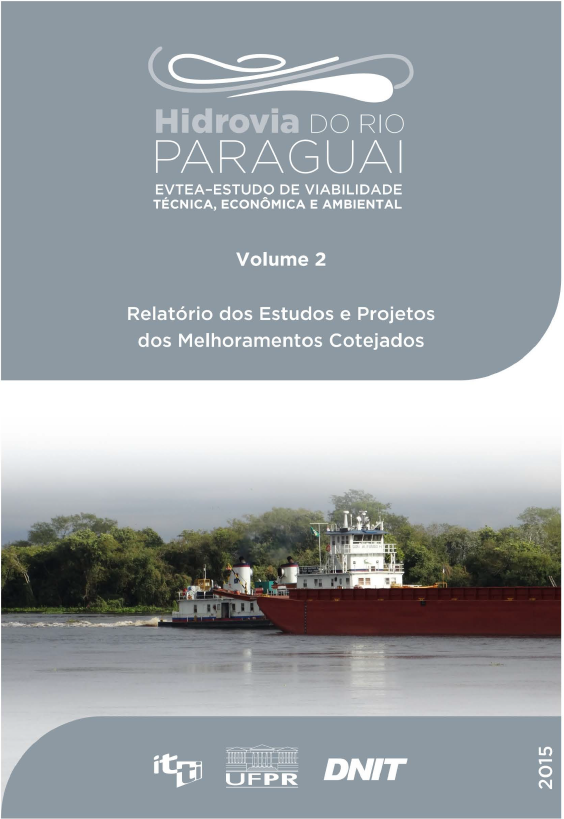 Hidrovia DO RIO
PARAGUAI
EVTEA–ESTUDO DE VIABILIDADE
TÉCNICA, ECONÔMICA E AMBIENTAL
Volume 2
Relatório dos Estudos e Projetos
dos Melhoramentos Cotejados
itti
UFPR
DNIT
2015